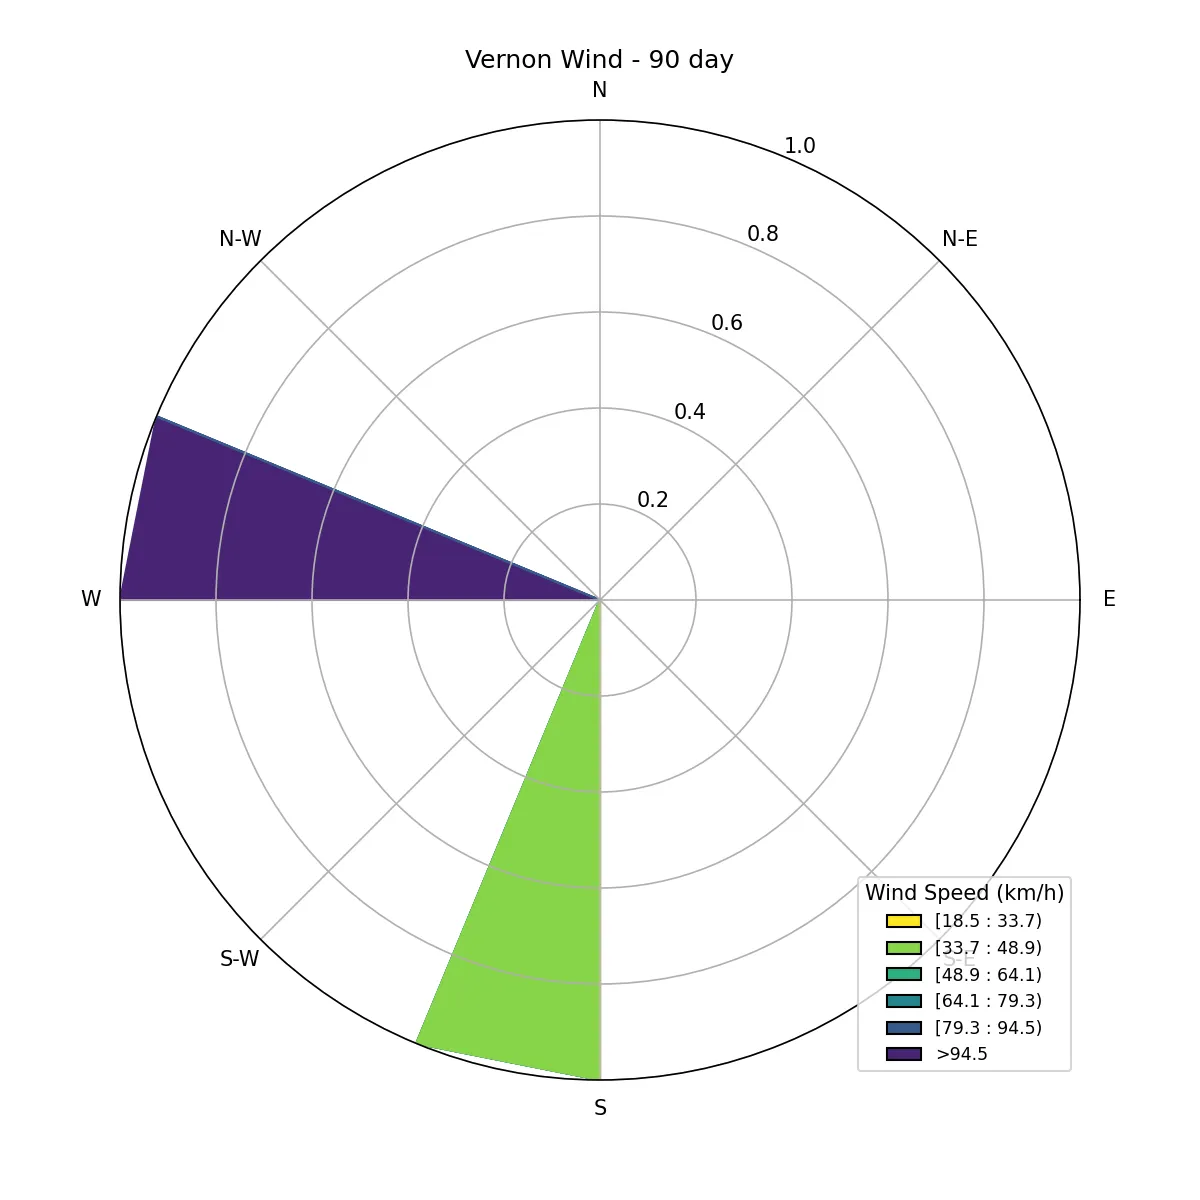 Vernon Wind - 90 day
N
1.0
N-W
N-E
0.8
0.6
0.4
0.2
W
E
S-W
S-E
S
Wind Speed (km/h)
[18.5 : 33.7)
[33.7 : 48.9)
[48.9 : 64.1)
[64.1 : 79.3)
[79.3 : 94.5)
>94.5